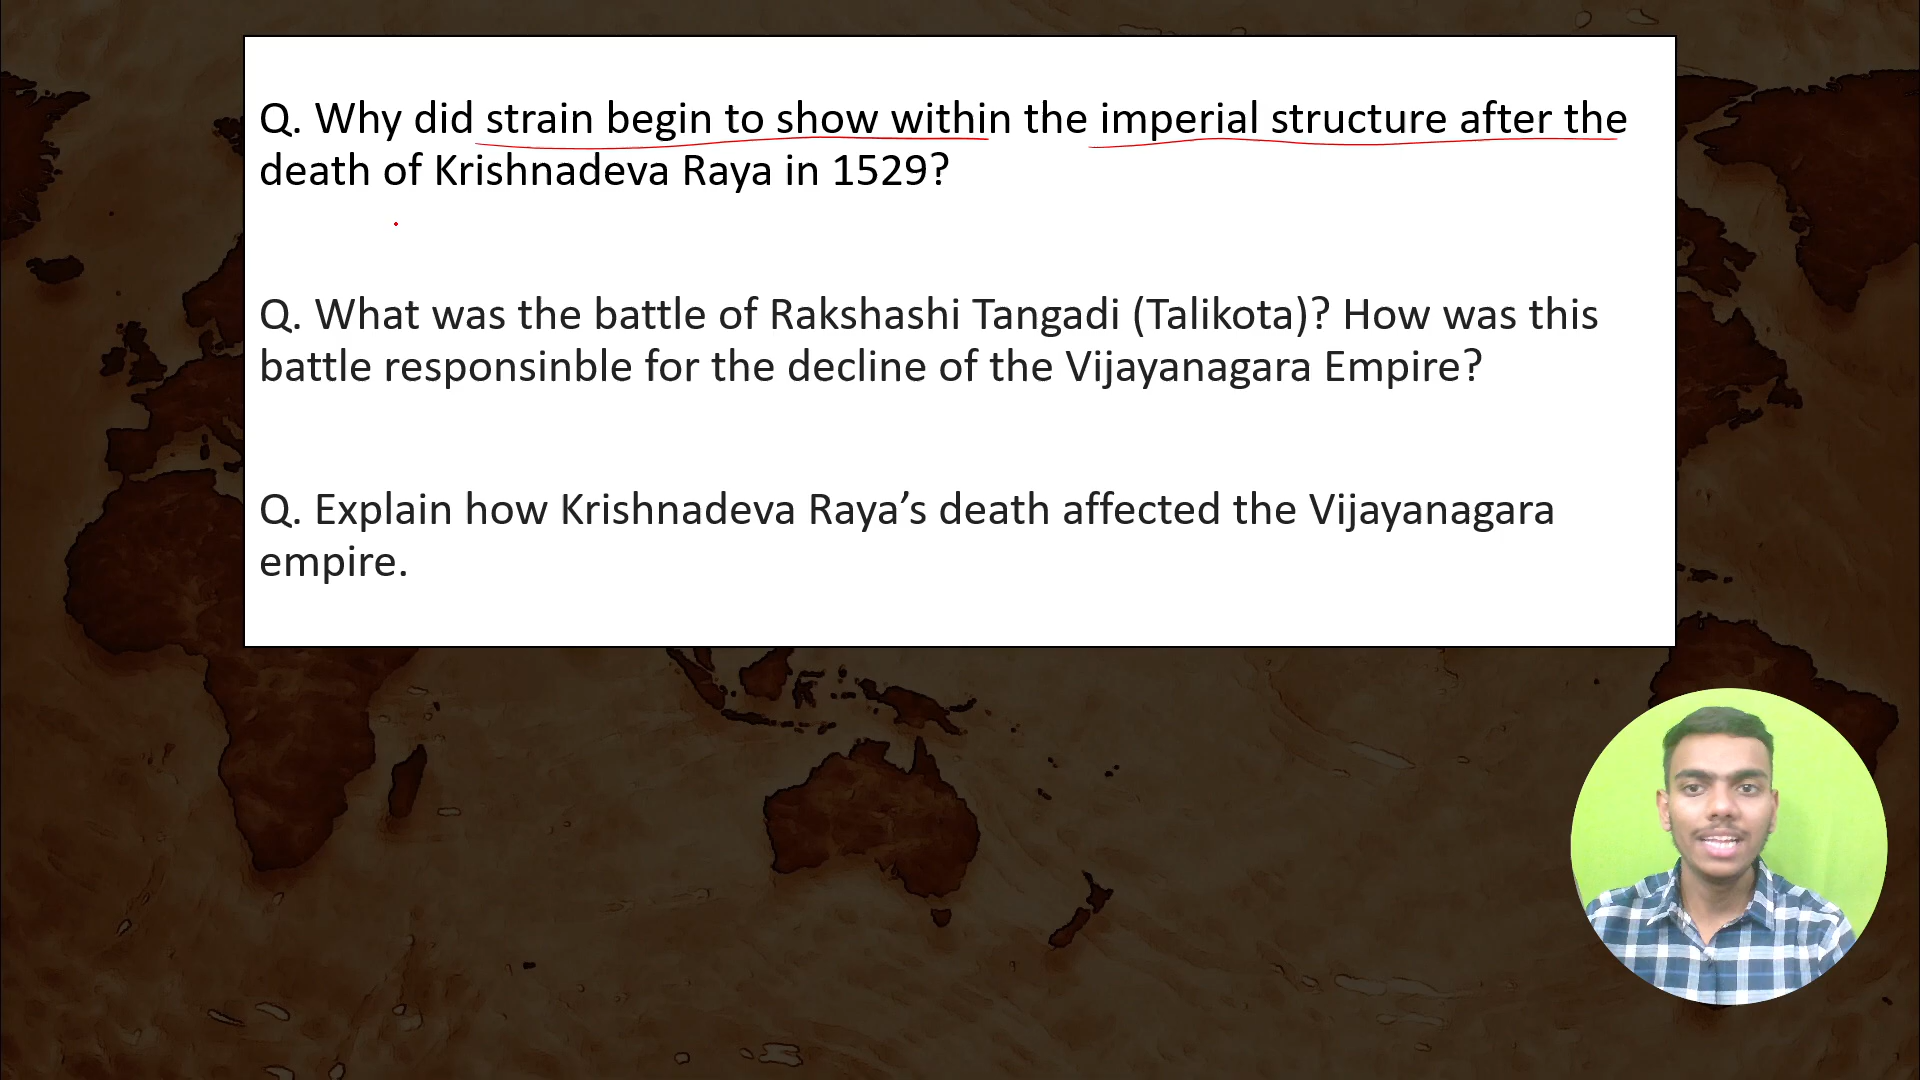 Q. Why did strain begin to show within the imperial structure after the
death of Krishnadeva Raya in 1529?
Q. What was the battle of Rakshashi Tangadi (Talikota)? How was this
battle responsinble for the decline of the Vijayanagara Empire?
Q. Explain how Krishnadeva Raya’s death affected the Vijayanagara
empire.